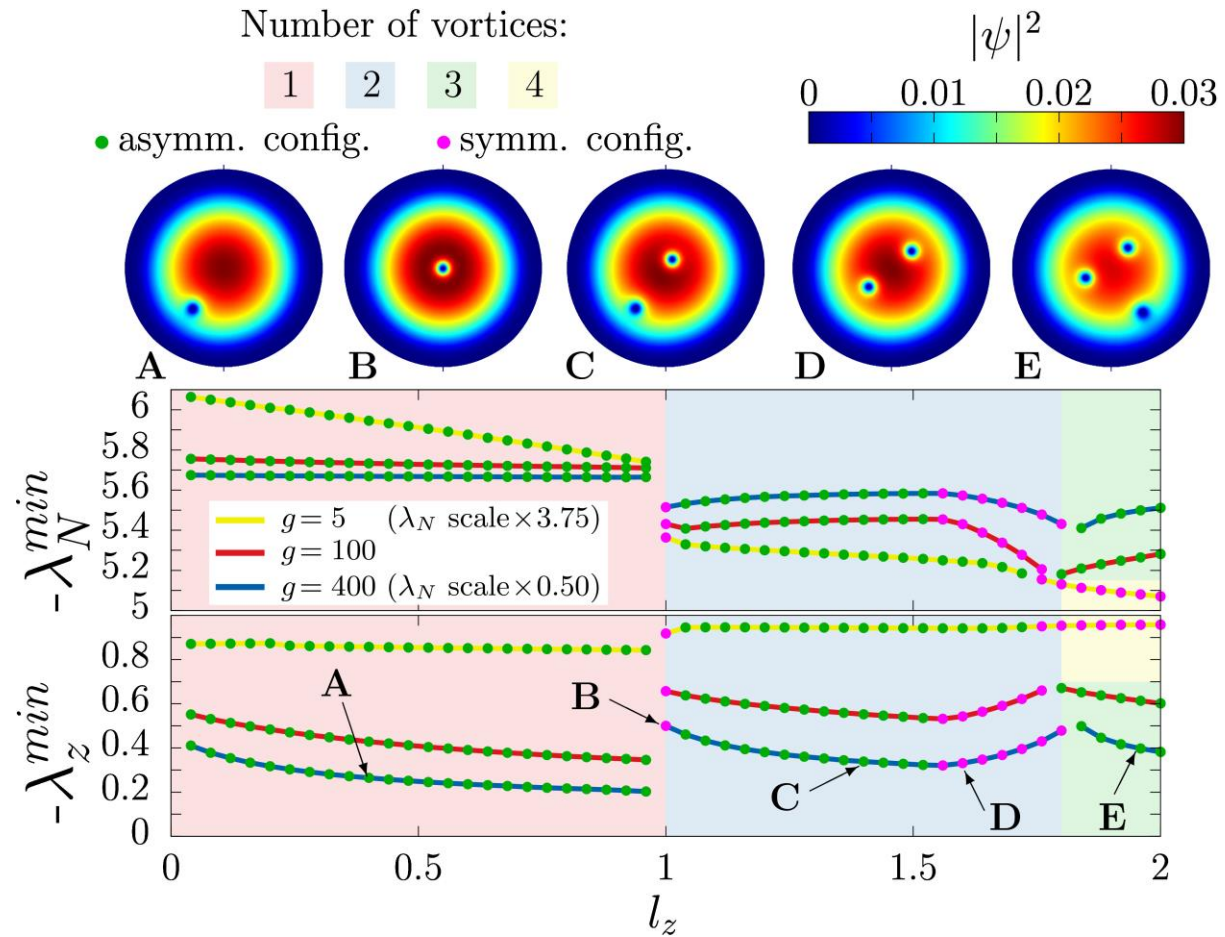 Number of vortices:
1 2 3 4
asymm. config. symm. config.
|ψ|²
0 0.01 0.02 0.03
A B C D E
-λ_N^{min}
6
5.8
5.6
5.4
5.2
5
g = 5 (λ_N scale×3.75)
g = 100
g = 400 (λ_N scale×0.50)
-λ_z^{min}
0.8
0.6
0.4
0.2
0
A
B
C
D
E
0 0.5 1 1.5 2
l_z